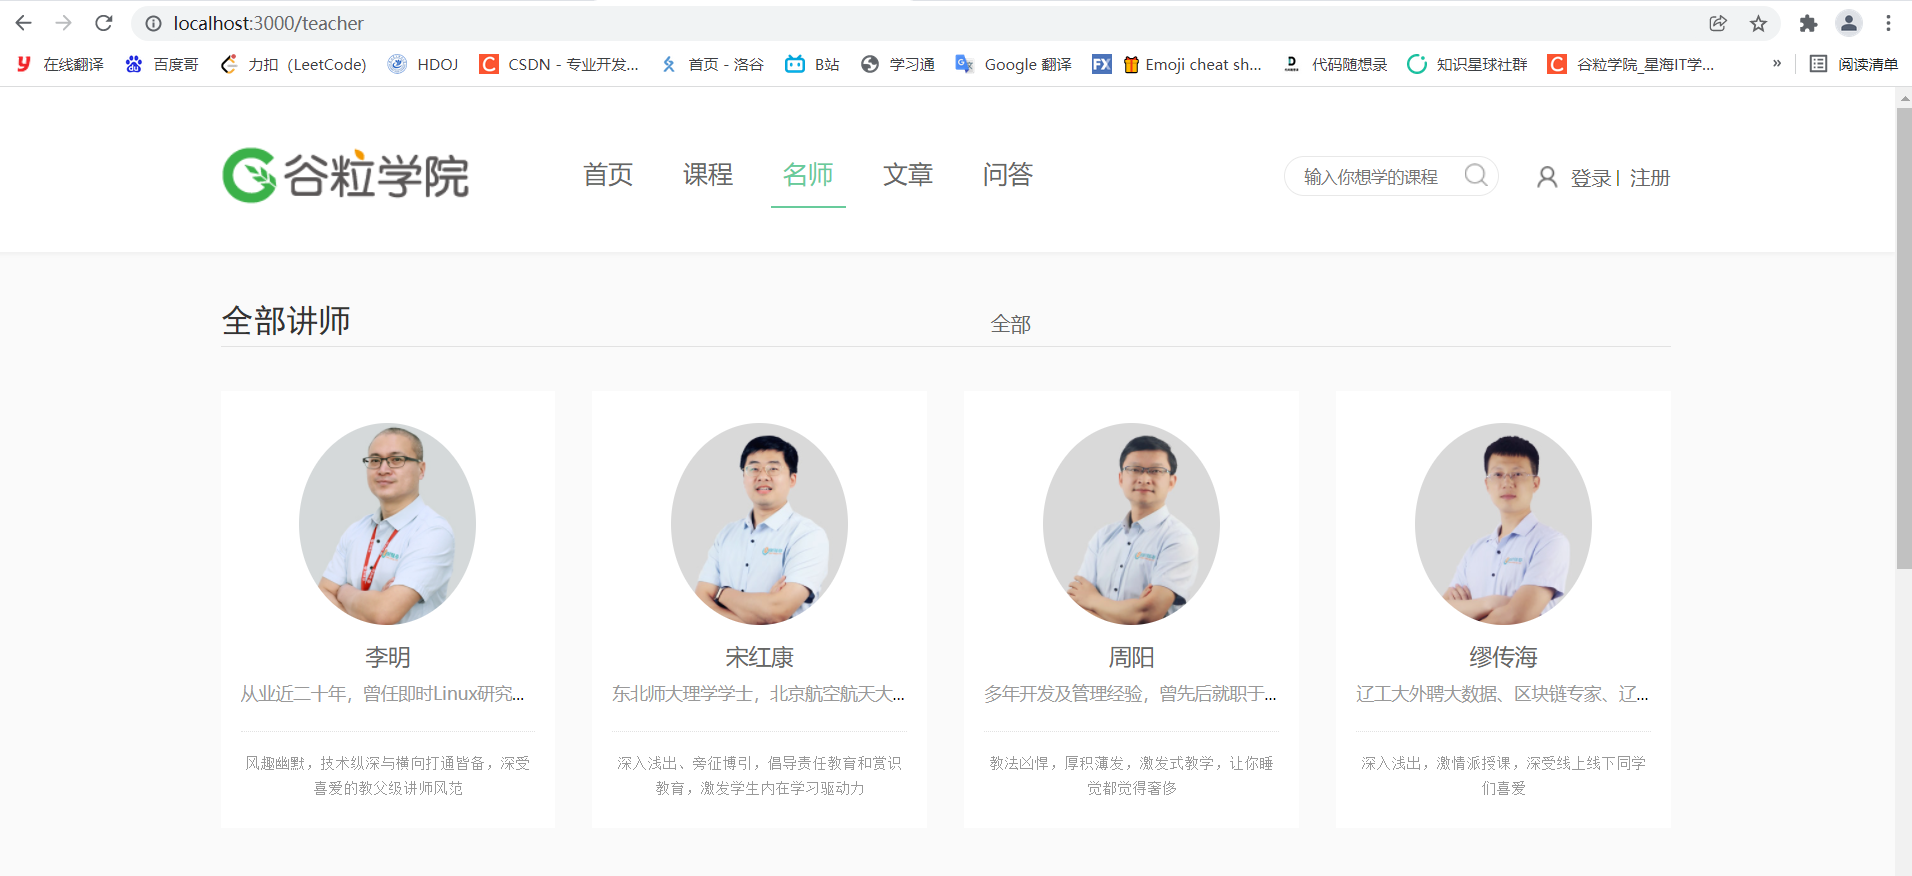 localhost:3000/teacher
在线翻译 百度哥 力扣 (LeetCode) HDOJ CSDN - 专业开发... 首页 - 洛谷 B站 学习通 Google 翻译 Emoji cheat sh... 代码随想录 知识星球社群 谷粒学院_星海IT学... » 阅读清单
谷粒学院 首页 课程 名师 文章 问答 输入你想学的课程 登录 | 注册
全部讲师 全部
李明 宋红康 周阳 缪传海
从业近二十年，曾任即时Linux研究... 东北师大理学学士，北京航空航天大... 多年开发及管理经验，曾先后就职于... 辽工大外聘大数据、区块链专家、辽...
风趣幽默，技术纵深与横向打通皆备，深受 深入浅出、旁征博引，倡导责任教育和赏识 教法凶悍，厚积薄发，激发式教学，让你睡 深入浅出，激情派授课，深受线上线下同学
喜爱的教父级讲师风范 教育，激发学生内在学习驱动力 觉都觉得奢侈 们喜爱